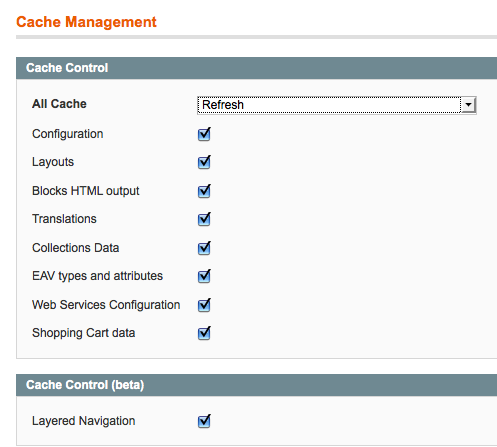 Cache Management
Cache Control
All Cache Refresh
Configuration
Layouts
Blocks HTML output
Translations
Collections Data
EAV types and attributes
Web Services Configuration
Shopping Cart data
Cache Control (beta)
Layered Navigation